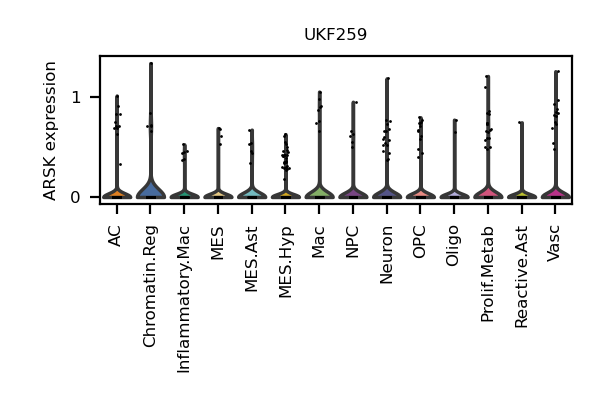 UKF259
ARSK expression
1
0
AC
Chromatin.Reg
Inflammatory.Mac
MES
MES.Ast
MES.Hyp
Mac
NPC
Neuron
OPC
Oligo
Prolif.Metab
Reactive.Ast
Vasc